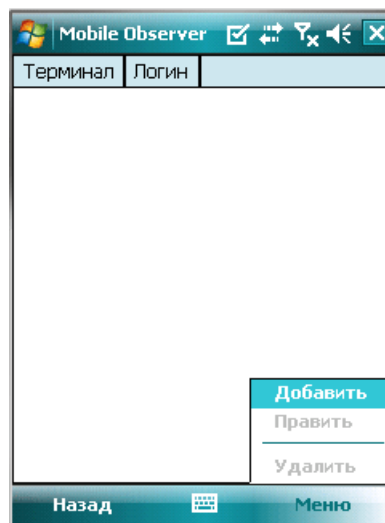 Mobile Observer
Терминал Логин
Добавить
Править
Удалить
Назад Меню